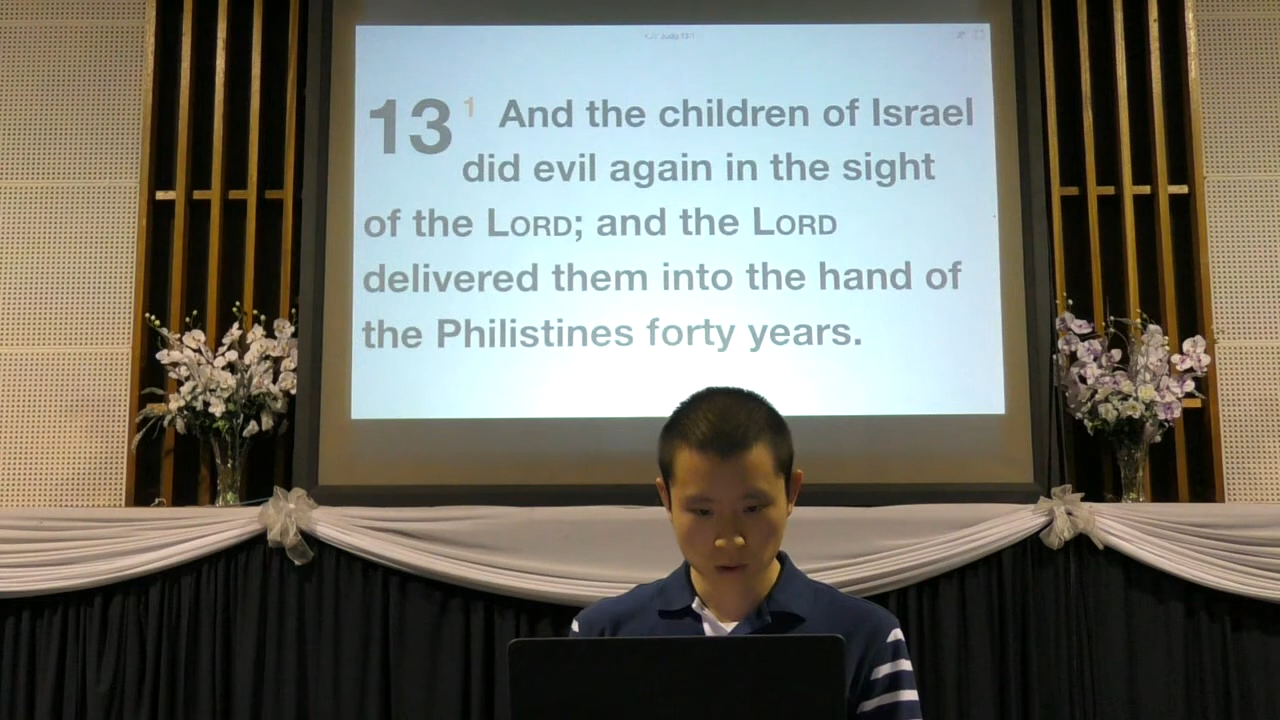 13 1 And the children of Israel
did evil again in the sight
of the LORD; and the LORD
delivered them into the hand of
the Philistines forty years.